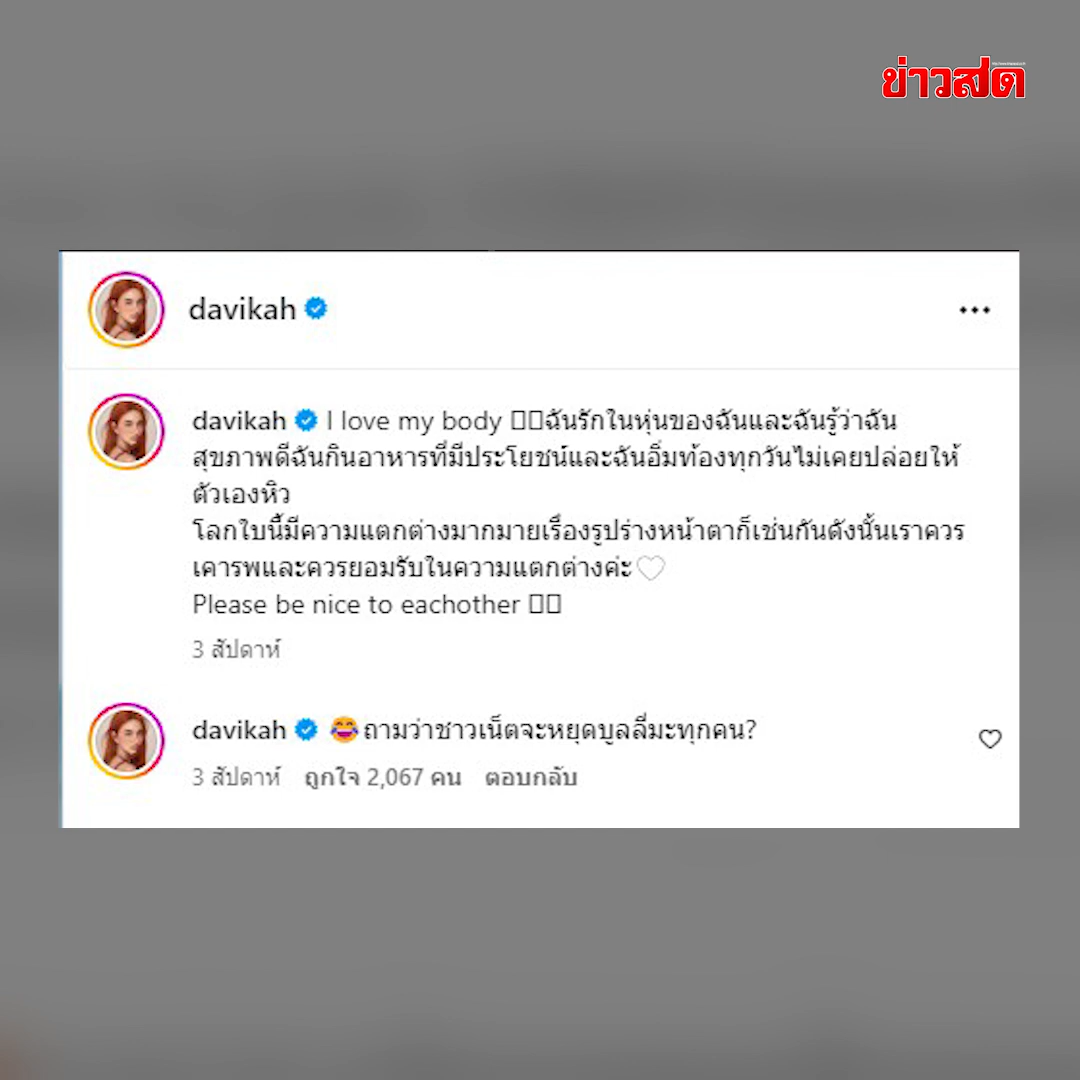 ข่าวสด
davikah
davikah I love my body ฉันรักในหุ่นของฉันและฉันรู้ว่าฉัน
สุขภาพดีฉันกินอาหารที่มีประโยชน์และฉันอิ่มท้องทุกวันไม่เคยปล่อยให้
ตัวเองหิว
โลกใบนี้มีความแตกต่างมากมายเรื่องรูปร่างหน้าตาก็เช่นกันดังนั้นเราควร
เคารพและควรยอมรับในความแตกต่างค่ะ♡
Please be nice to eachother
3 สัปดาห์
davikah 😂ถามว่าชาวเน็ตจะหยุดบูลลี่มะทุกคน?
3 สัปดาห์ ถูกใจ 2,067 คน ตอบกลับ